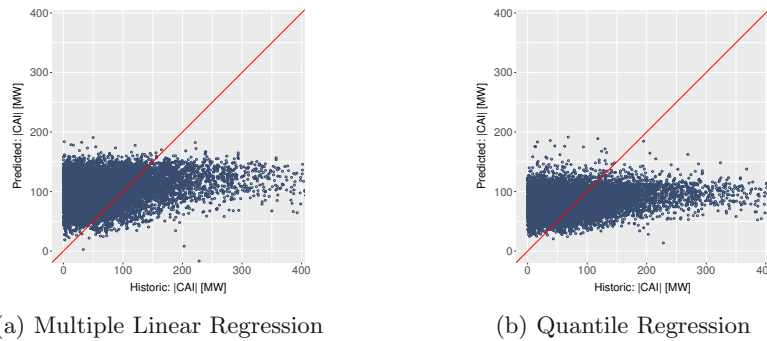 400
300
200
100
0
Predicted: |CAI| [MW]
0 100 200 300 400
Historic: |CAI| [MW]
(a) Multiple Linear Regression
400
300
200
100
0
Predicted: |CAI| [MW]
0 100 200 300 400
Historic: |CAI| [MW]
(b) Quantile Regression